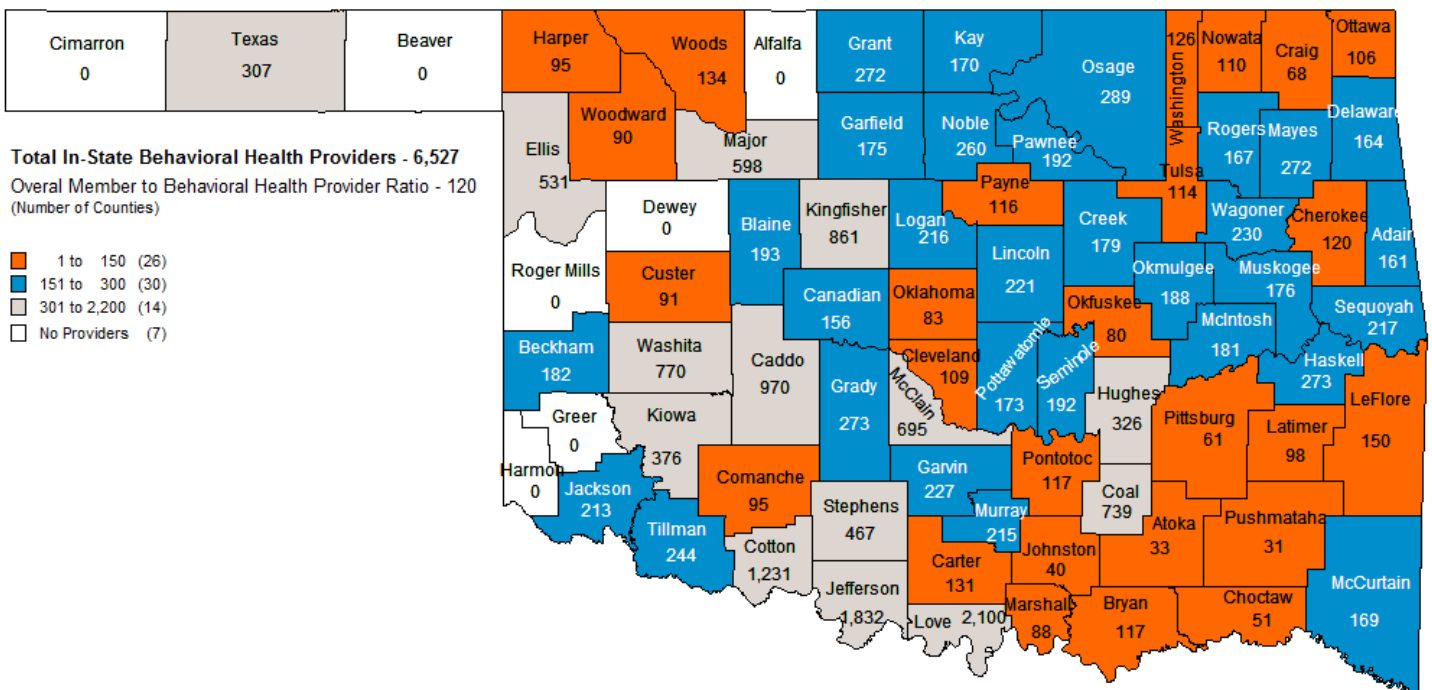 Cimarron
0
Texas
307
Beaver
0
Harper
95
Woods
134
Alfalfa
0
Grant
272
Kay
170
Osage
289
Washington
126
Nowata
110
Craig
68
Ottawa
106
Ellis
531
Woodward
90
Major
598
Garfield
175
Noble
260
Pawnee
192
Rogers
167
Mayes
272
Delaware
164
Total In-State Behavioral Health Providers - 6,527
Overal Member to Behavioral Health Provider Ratio - 120
(Number of Counties)
1 to 150 (26)
151 to 300 (30)
301 to 2,200 (14)
No Providers (7)
Dewey
0
Blaine
193
Kingfisher
861
Logan
216
Payne
116
Creek
179
Tulsa
114
Wagoner
230
Cherokee
120
Adair
161
Roger Mills
0
Custer
91
Canadian
156
Oklahoma
83
Lincoln
221
Okfuskee
80
Okmulgee
188
Muskogee
176
McIntosh
181
Sequoyah
217
Beckham
182
Washita
770
Caddo
970
Grady
273
McClain
695
Cleveland
109
Pottawatomie
173
Seminole
192
Hughes
326
Haskell
273
Pittsburg
61
Latimer
98
LeFlore
150
Greer
0
Kiowa
376
Harmon
0
Jackson
213
Tillman
244
Comanche
95
Stephens
467
Garvin
227
Murray
215
Pontotoc
117
Coal
739
Atoka
33
Pushmataha
31
McCurtain
169
Cotton
1,231
Jefferson
1,832
Carter
131
Love 2,100
Johnston
40
Marshall
88
Bryan
117
Choctaw
51